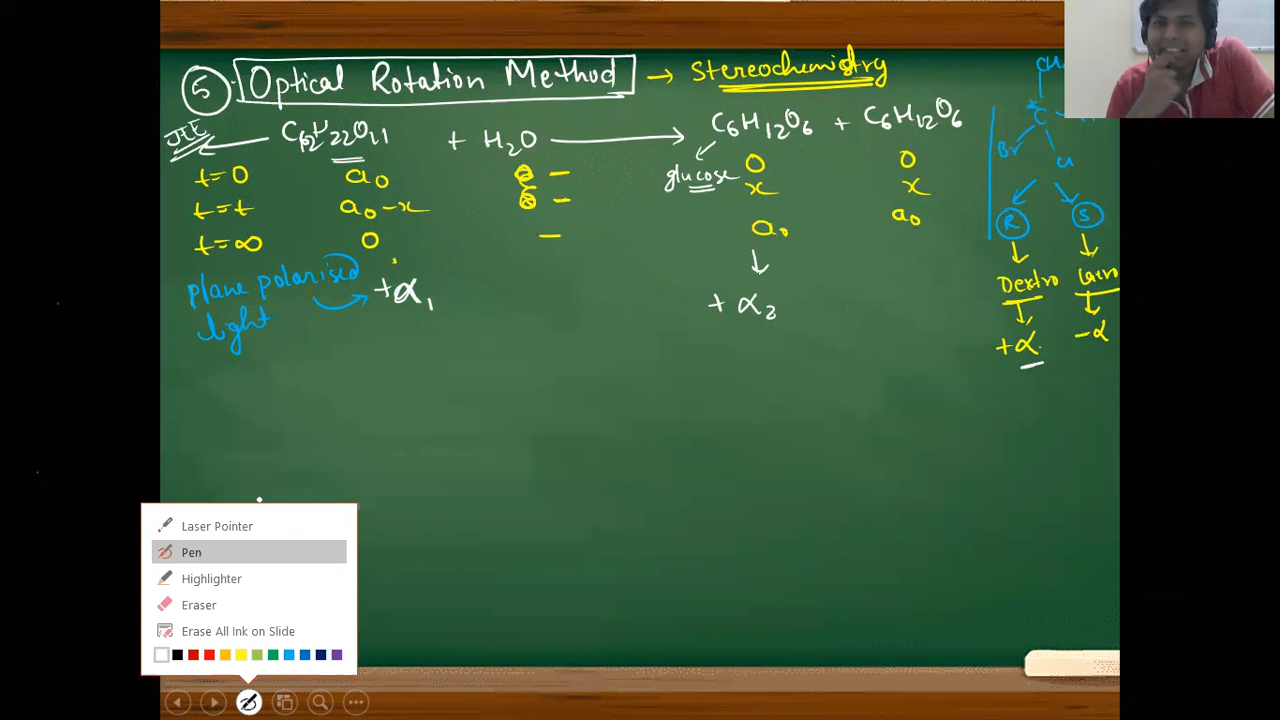 5 Optical Rotation Method → Stereochemistry
JEE ← C12H22O11 + H2O → C6H12O6 + C6H12O6
glucose
t=0 a0 – 0 0
t=t a0-x – x x
t=∞ 0 – a0 a0
plane polarised light → +α1
+α2
C
Br
Cl
R S
Dextro Laevo
+α -α
Laser Pointer
Pen
Highlighter
Eraser
Erase All Ink on Slide